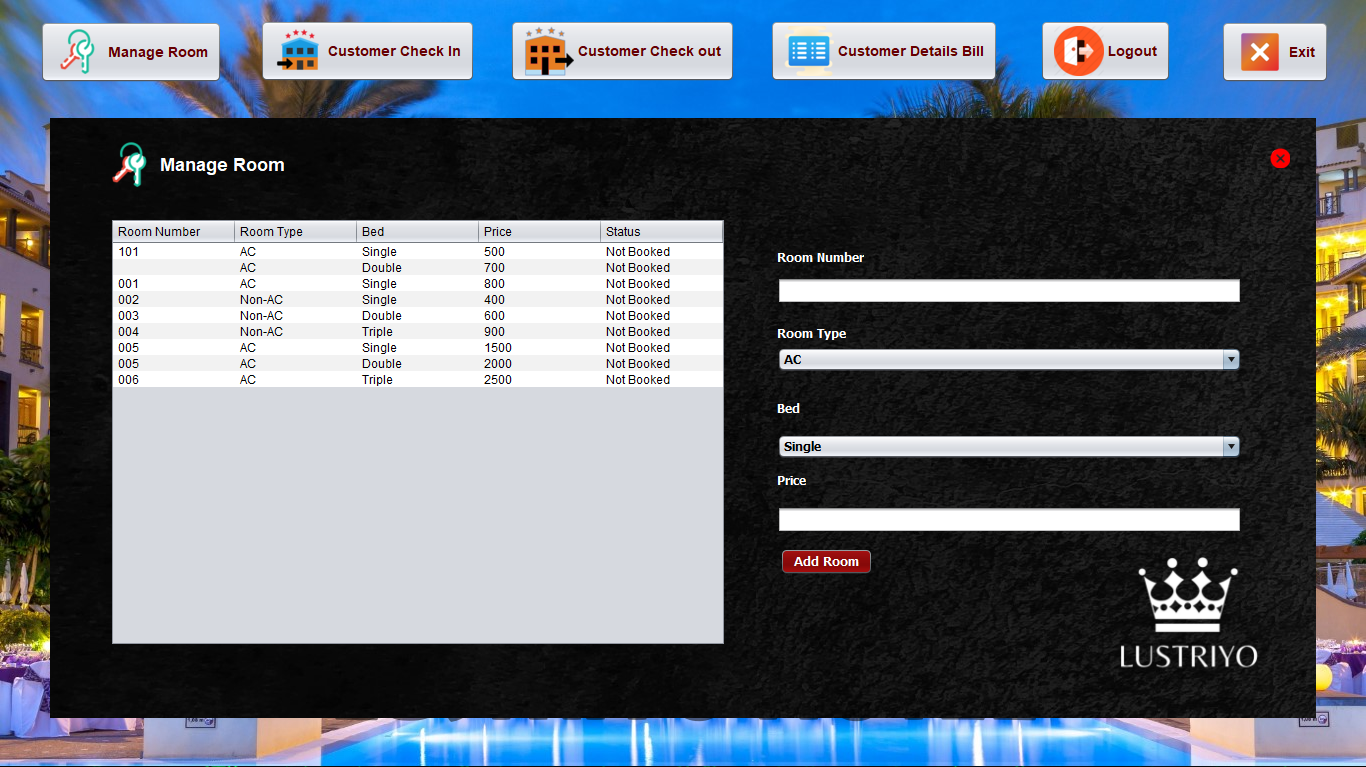 Manage Room Customer Check In Customer Check out Customer Details Bill Logout Exit
Manage Room
Room Number Room Type Bed Price Status
101 AC Single 500 Not Booked
AC Double 700 Not Booked
001 AC Single 800 Not Booked
002 Non-AC Single 400 Not Booked
003 Non-AC Double 600 Not Booked
004 Non-AC Triple 900 Not Booked
005 AC Single 1500 Not Booked
005 AC Double 2000 Not Booked
006 AC Triple 2500 Not Booked
Room Number
Room Type
AC
Bed
Single
Price
Add Room
LUSTRIYO